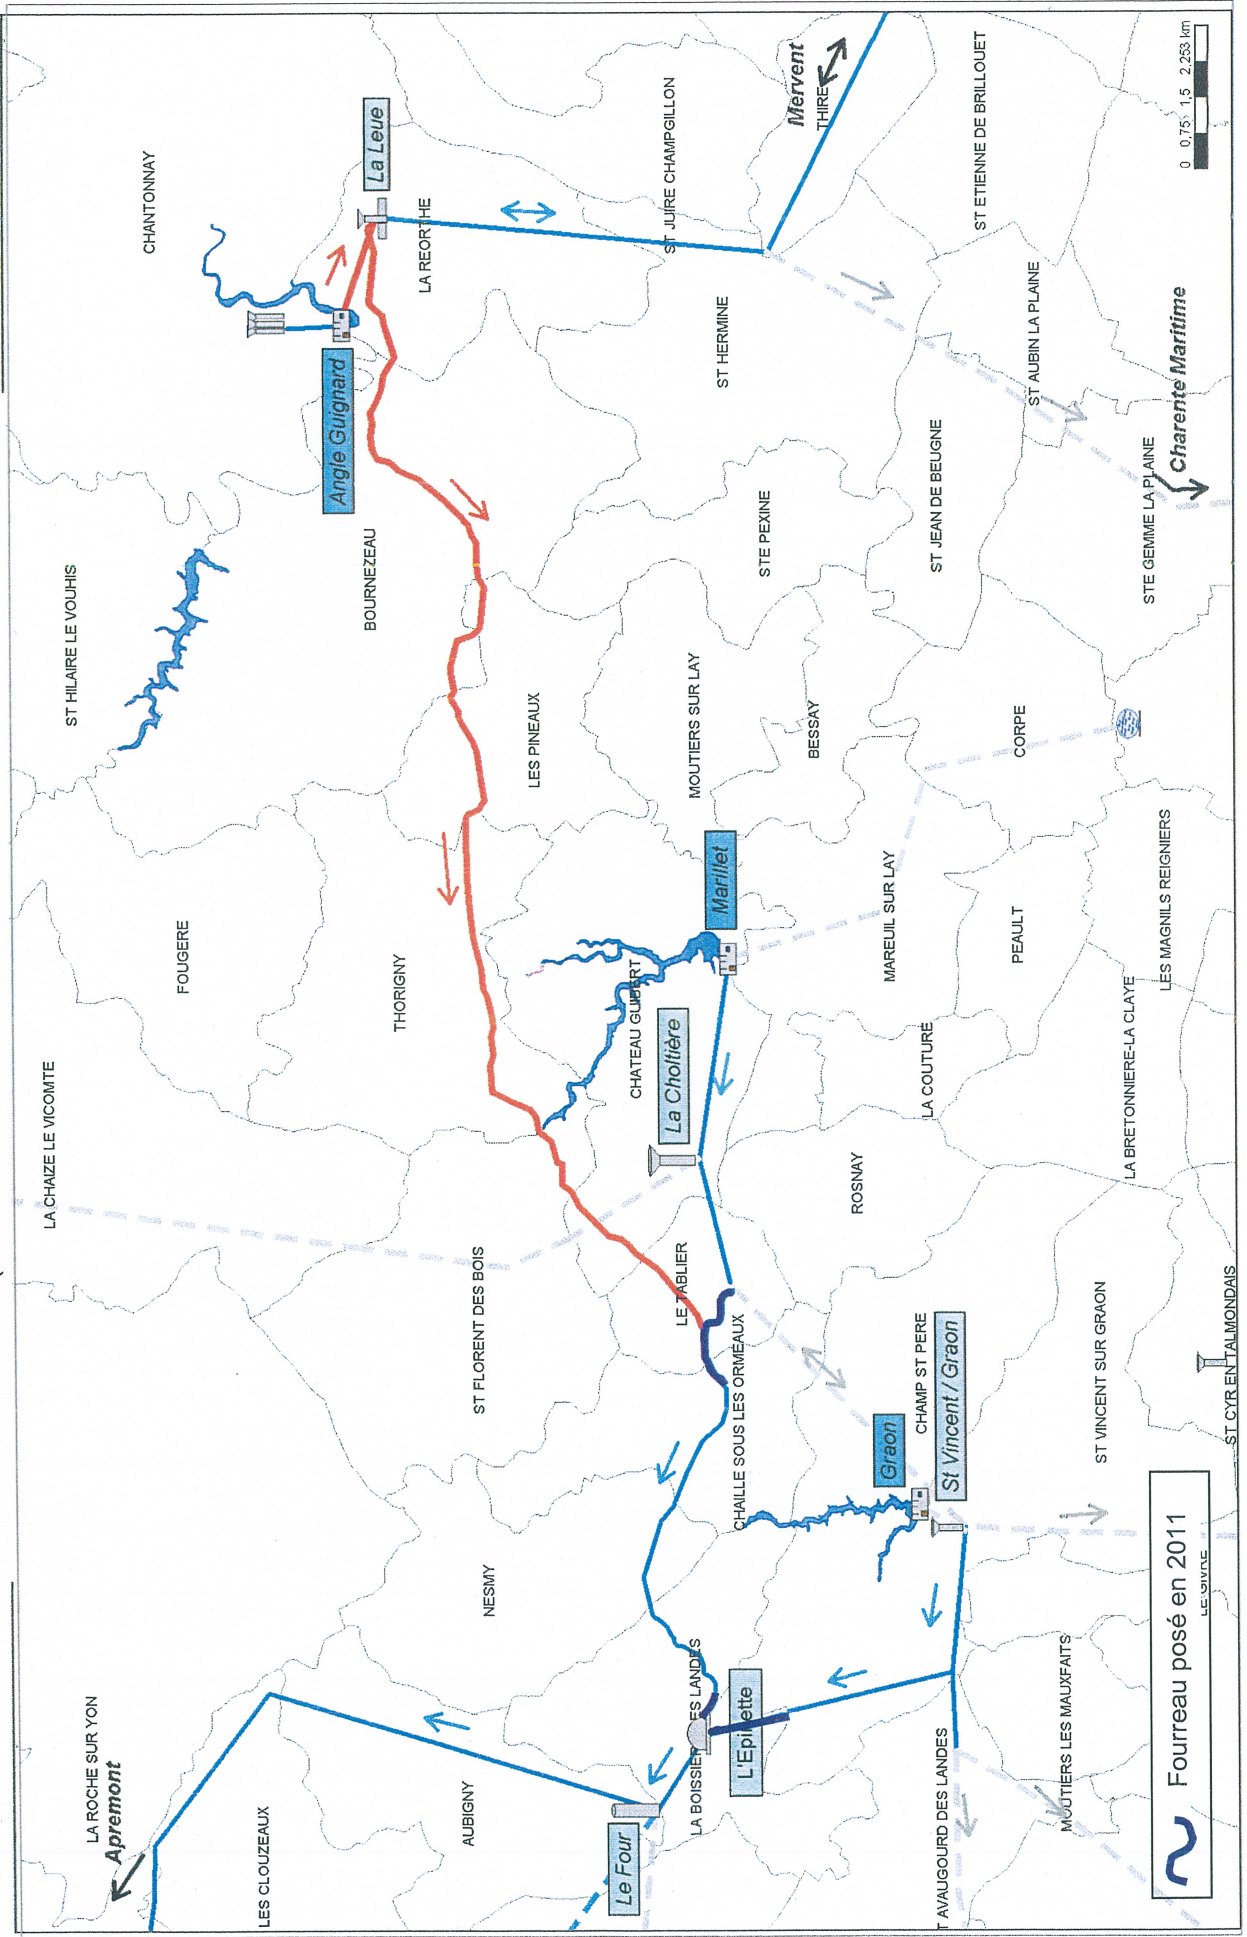 CHANTONNAY
La Leue
LA REORTHE
Angle Guignard
ST JUIRE CHAMPGILLON
Mervent
THIRE
ST ETIENNE DE BRILLOUET
0 0,75 1,5 2,253 km
ST HERMINE
ST AUBIN LA PLAINE
Charente Maritime
ST HILAIRE LE VOUHIS
BOURNEZEAU
STE PEXINE
ST JEAN DE BEUGNE
STE GEMME LA PLAINE
LES PINEAUX
MOUTIERS SUR LAY
BESSAY
CORPE
FOUGERE
THORIGNY
Marillet
CHATEAU GUIBERT
MAREUIL SUR LAY
PEAULT
LES MAGNILS REIGNIERS
LA CHAIZE LE VICOMTE
La Choltière
LA COUTURE
LA BRETONNIERE-LA CLAYE
ROSNAY
ST FLORENT DES BOIS
LE TABLIER
CHAILLE SOUS LES ORMEAUX
CHAMP ST PERE
Graon
St Vincent / Graon
ST VINCENT SUR GRAON
ST CYR EN TALMONDAIS
NESMY
LA ROCHE SUR YON
Apremont
LES CLOUZEAUX
AUBIGNY
Le Four
LA BOISSIERE DES LANDES
L'Epinette
T AVAUGOURD DES LANDES
MOUTIERS LES MAUXFAITS
LE GIVRE
Fourreau posé en 2011